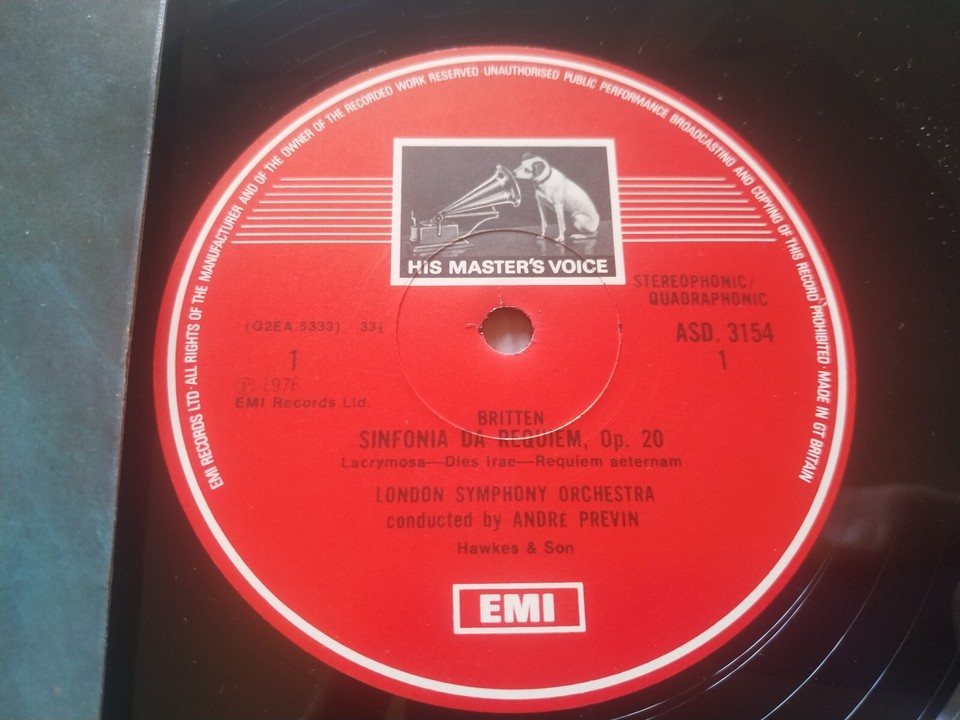 EMI RECORDS LTD·ALL RIGHTS OF THE MANUFACTURER AND OF THE OWNER OF THE RECORDED WORK RESERVED·UNAUTHORISED PUBLIC PERFORMANCE BROADCASTING AND COPYING OF THIS RECORD PROHIBITED·MADE IN GT BRITAIN
HIS MASTER'S VOICE
STEREOPHONIC/
QUADRAPHONIC
(Q2EA.5333) 33⅓
ASD. 3154
1
1
Ⓟ 1976
EMI Records Ltd.
BRITTEN
SINFONIA DA REQUIEM, Op. 20
Lacrymosa—Dies Irae—Requiem aeternam
LONDON SYMPHONY ORCHESTRA
conducted by ANDRÉ PREVIN
Hawkes & Son
EMI